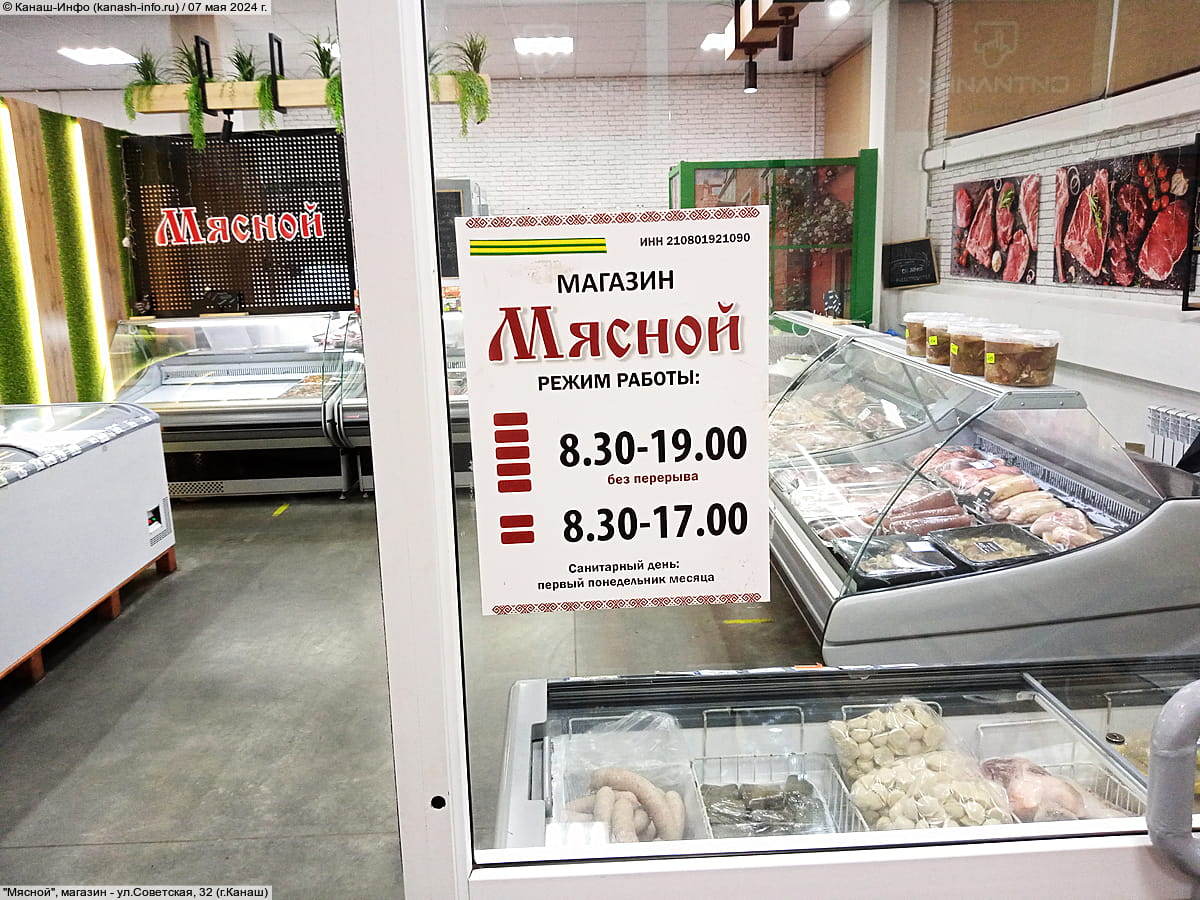 © Канаш-Инфо (kanash-info.ru) / 07 мая 2024 г.
Мясной
ИНН 210801921090
МАГАЗИН
Мясной
РЕЖИМ РАБОТЫ:
8.30-19.00
без перерыва
8.30-17.00
Санитарный день:
первый понедельник месяца
"Мясной", магазин - ул.Советская, 32 (г.Канаш)